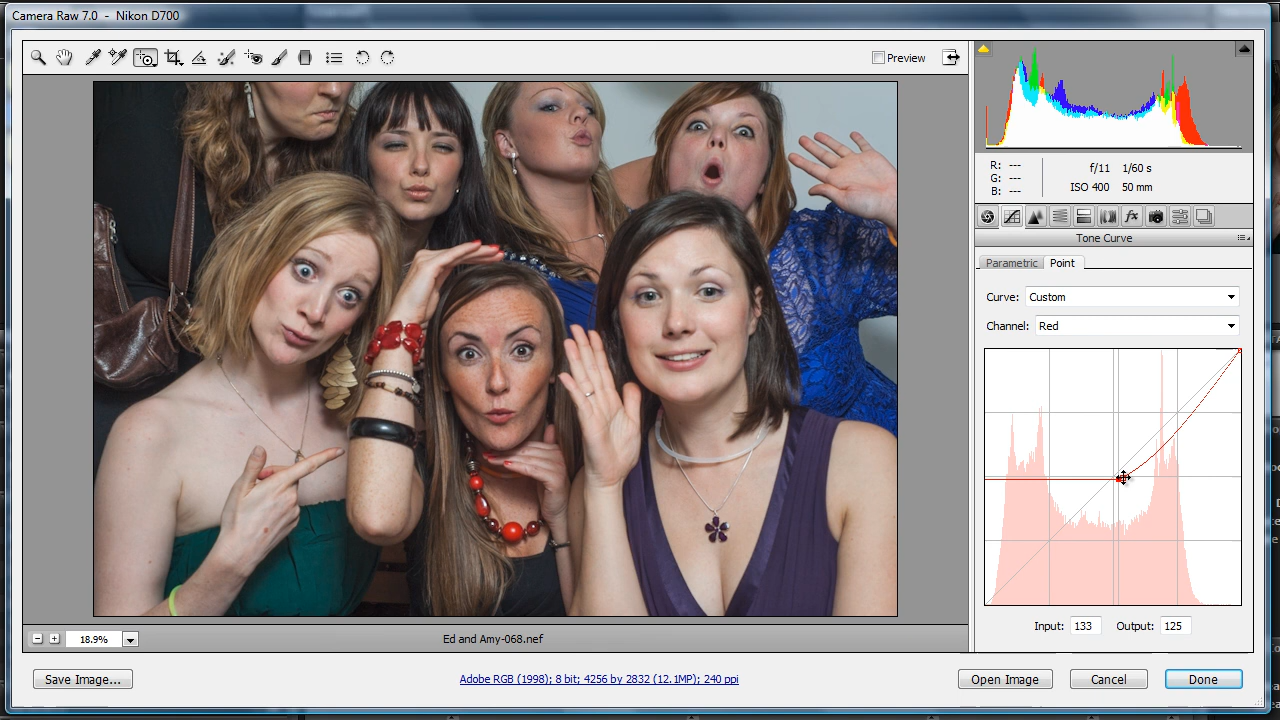 Camera Raw 7.0 - Nikon D700
Preview
R: ---
G: ---
B: ---
f/11 1/60 s
ISO 400 50 mm
fx
Tone Curve
Parametric Point
Curve: Custom
Channel: Red
Input: 133 Output: 125
18.9%
Ed and Amy-068.nef
Save Image...
Adobe RGB (1998); 8 bit; 4256 by 2832 (12.1MP); 240 ppi
Open Image
Cancel
Done